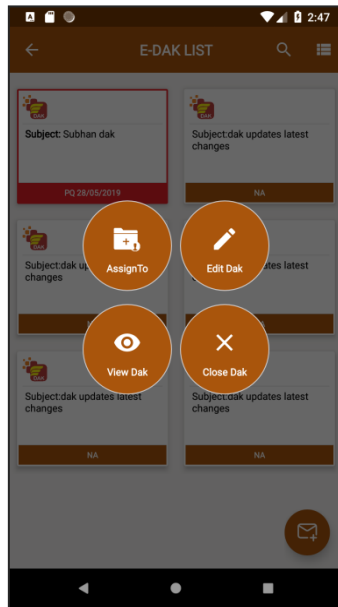 2:47
E-DAK LIST
DAK
DAK
Subject: Subhan dak
Subject:dak updates latest
changes
PQ 28/05/2019
NA
DAK
AssignTo
Edit Dak
Subject:dak
changes
latest
DAK
View Dak
Close Dak
Subject:dak updates latest
changes
Subject:dak updates latest
changes
NA
NA